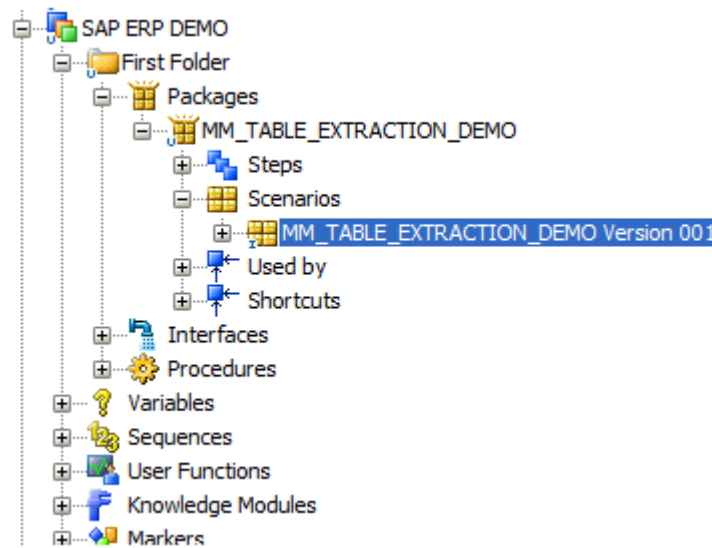 SAP ERP DEMO
First Folder
Packages
MM_TABLE_EXTRACTION_DEMO
Steps
Scenarios
MM_TABLE_EXTRACTION_DEMO Version 001
Used by
Shortcuts
Interfaces
Procedures
Variables
Sequences
User Functions
Knowledge Modules
Markers